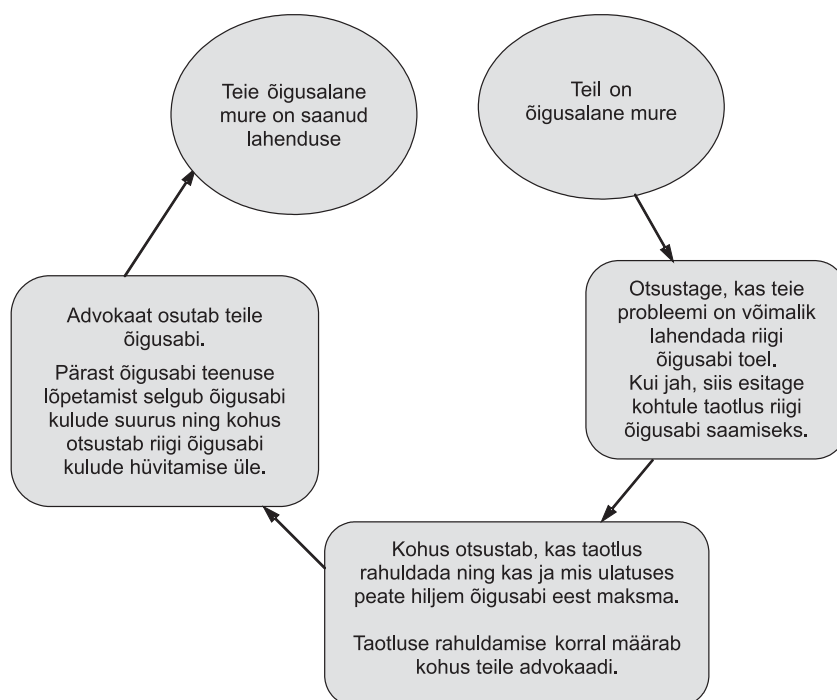 Teil on
õigusalane mure
Otsustage, kas teie
probleemi on võimalik
lahendada riigi
õigusabi toel.
Kui jah, siis esitage
kohtule taotlus riigi
õigusabi saamiseks.
Kohus otsustab, kas taotlus
rahuldada ning kas ja mis ulatuses
peate hiljem õigusabi eest maksma.
Taotluse rahuldamise korral määrab
kohus teile advokaadi.
Advokaat osutab teile
õigusabi.
Pärast õigusabi teenuse
lõpetamist selgub õigusabi
kulude suurus ning kohus
otsustab riigi õigusabi
kulude hüvitamise üle.
Teie õigusalane
mure on saanud
lahenduse